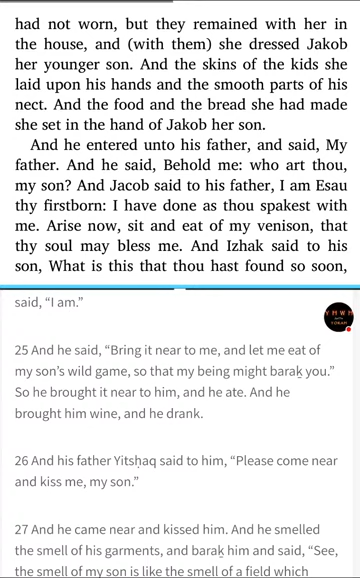 had not worn, but they remained with her in
the house, and (with them) she dressed Jakob
her younger son. And the skins of the kids she
laid upon his hands and the smooth parts of his
nect. And the food and the bread she had made
she set in the hand of Jakob her son.
And he entered unto his father, and said, My
father. And he said, Behold me: who art thou,
my son? And Jacob said to his father, I am Esau
thy firstborn: I have done as thou spakest with
me. Arise now, sit and eat of my venison, that
thy soul may bless me. And Izhak said to his
son, What is this that thou hast found so soon,
said, “I am.”
Y M W M
FORAM
25 And he said, “Bring it near to me, and let me eat of
my son’s wild game, so that my being might baraḵ you.”
So he brought it near to him, and he ate. And he
brought him wine, and he drank.
26 And his father Yitsḥaq said to him, “Please come near
and kiss me, my son.”
27 And he came near and kissed him. And he smelled
the smell of his garments, and baraḵ him and said, “See,
the smell of my son is like the smell of a field which